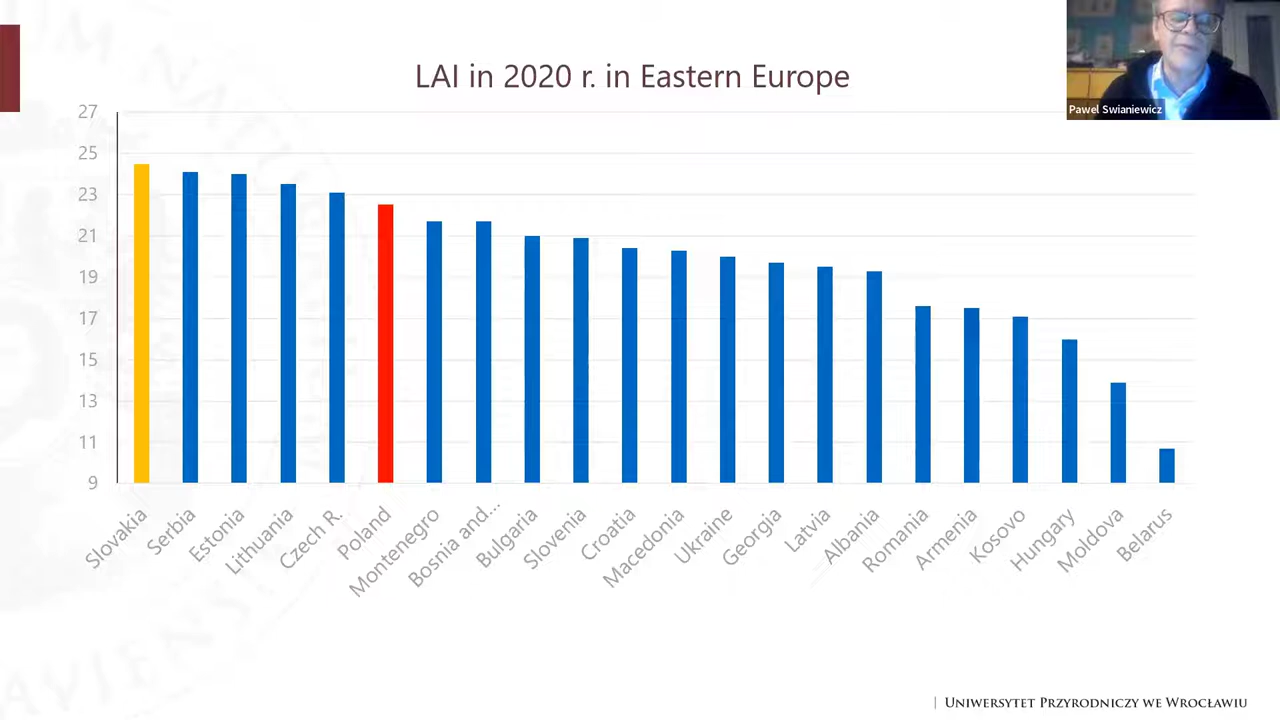 LAI in 2020 r. in Eastern Europe
Pawel Swianiewicz
27
25
23
21
19
17
15
13
11
9
Slovakia
Serbia
Estonia
Lithuania
Czech R.
Poland
Montenegro
Bosnia and...
Bulgaria
Slovenia
Croatia
Macedonia
Ukraine
Georgia
Latvia
Albania
Romania
Armenia
Kosovo
Hungary
Moldova
Belarus
UNIWERSYTET PRZYRODNICZY WE WROCŁAWIU